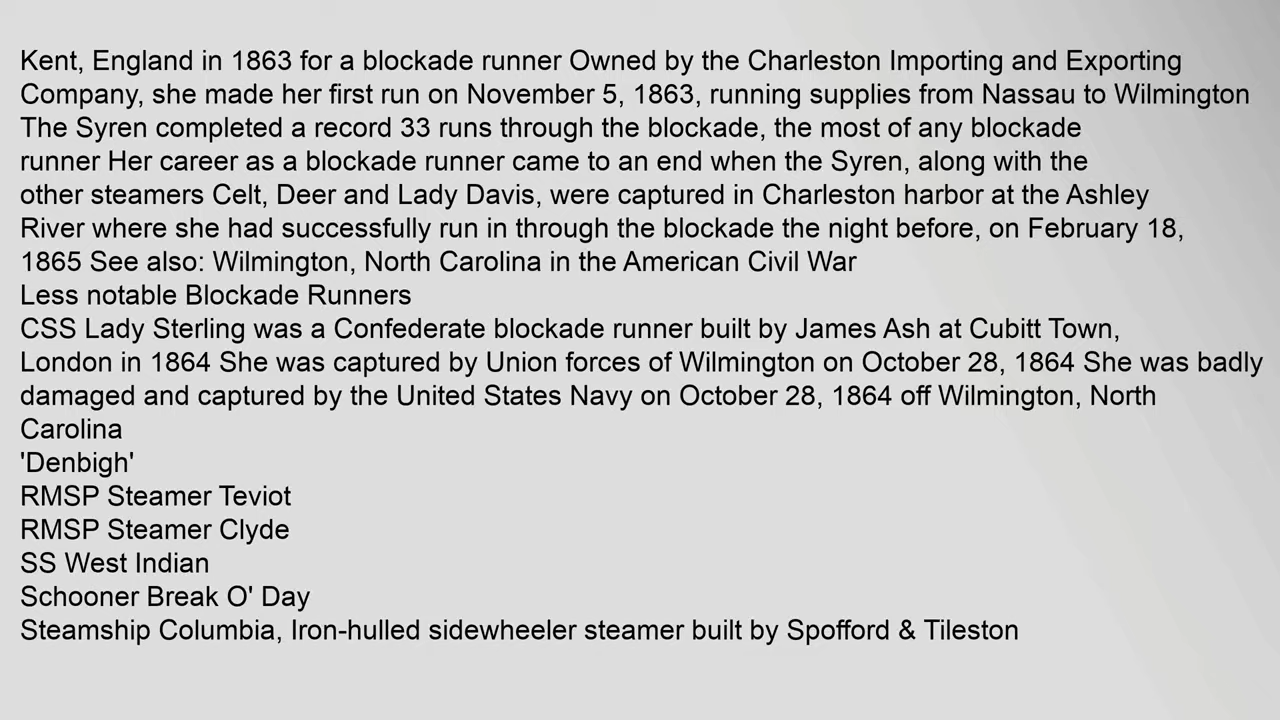 Kent, England in 1863 for a blockade runner Owned by the Charleston Importing and Exporting
Company, she made her first run on November 5, 1863, running supplies from Nassau to Wilmington
The Syren completed a record 33 runs through the blockade, the most of any blockade
runner Her career as a blockade runner came to an end when the Syren, along with the
other steamers Celt, Deer and Lady Davis, were captured in Charleston harbor at the Ashley
River where she had successfully run in through the blockade the night before, on February 18,
1865 See also: Wilmington, North Carolina in the American Civil War
Less notable Blockade Runners
CSS Lady Sterling was a Confederate blockade runner built by James Ash at Cubitt Town,
London in 1864 She was captured by Union forces of Wilmington on October 28, 1864 She was badly
damaged and captured by the United States Navy on October 28, 1864 off Wilmington, North
Carolina
'Denbigh'
RMSP Steamer Teviot
RMSP Steamer Clyde
SS West Indian
Schooner Break O' Day
Steamship Columbia, Iron-hulled sidewheeler steamer built by Spofford & Tileston